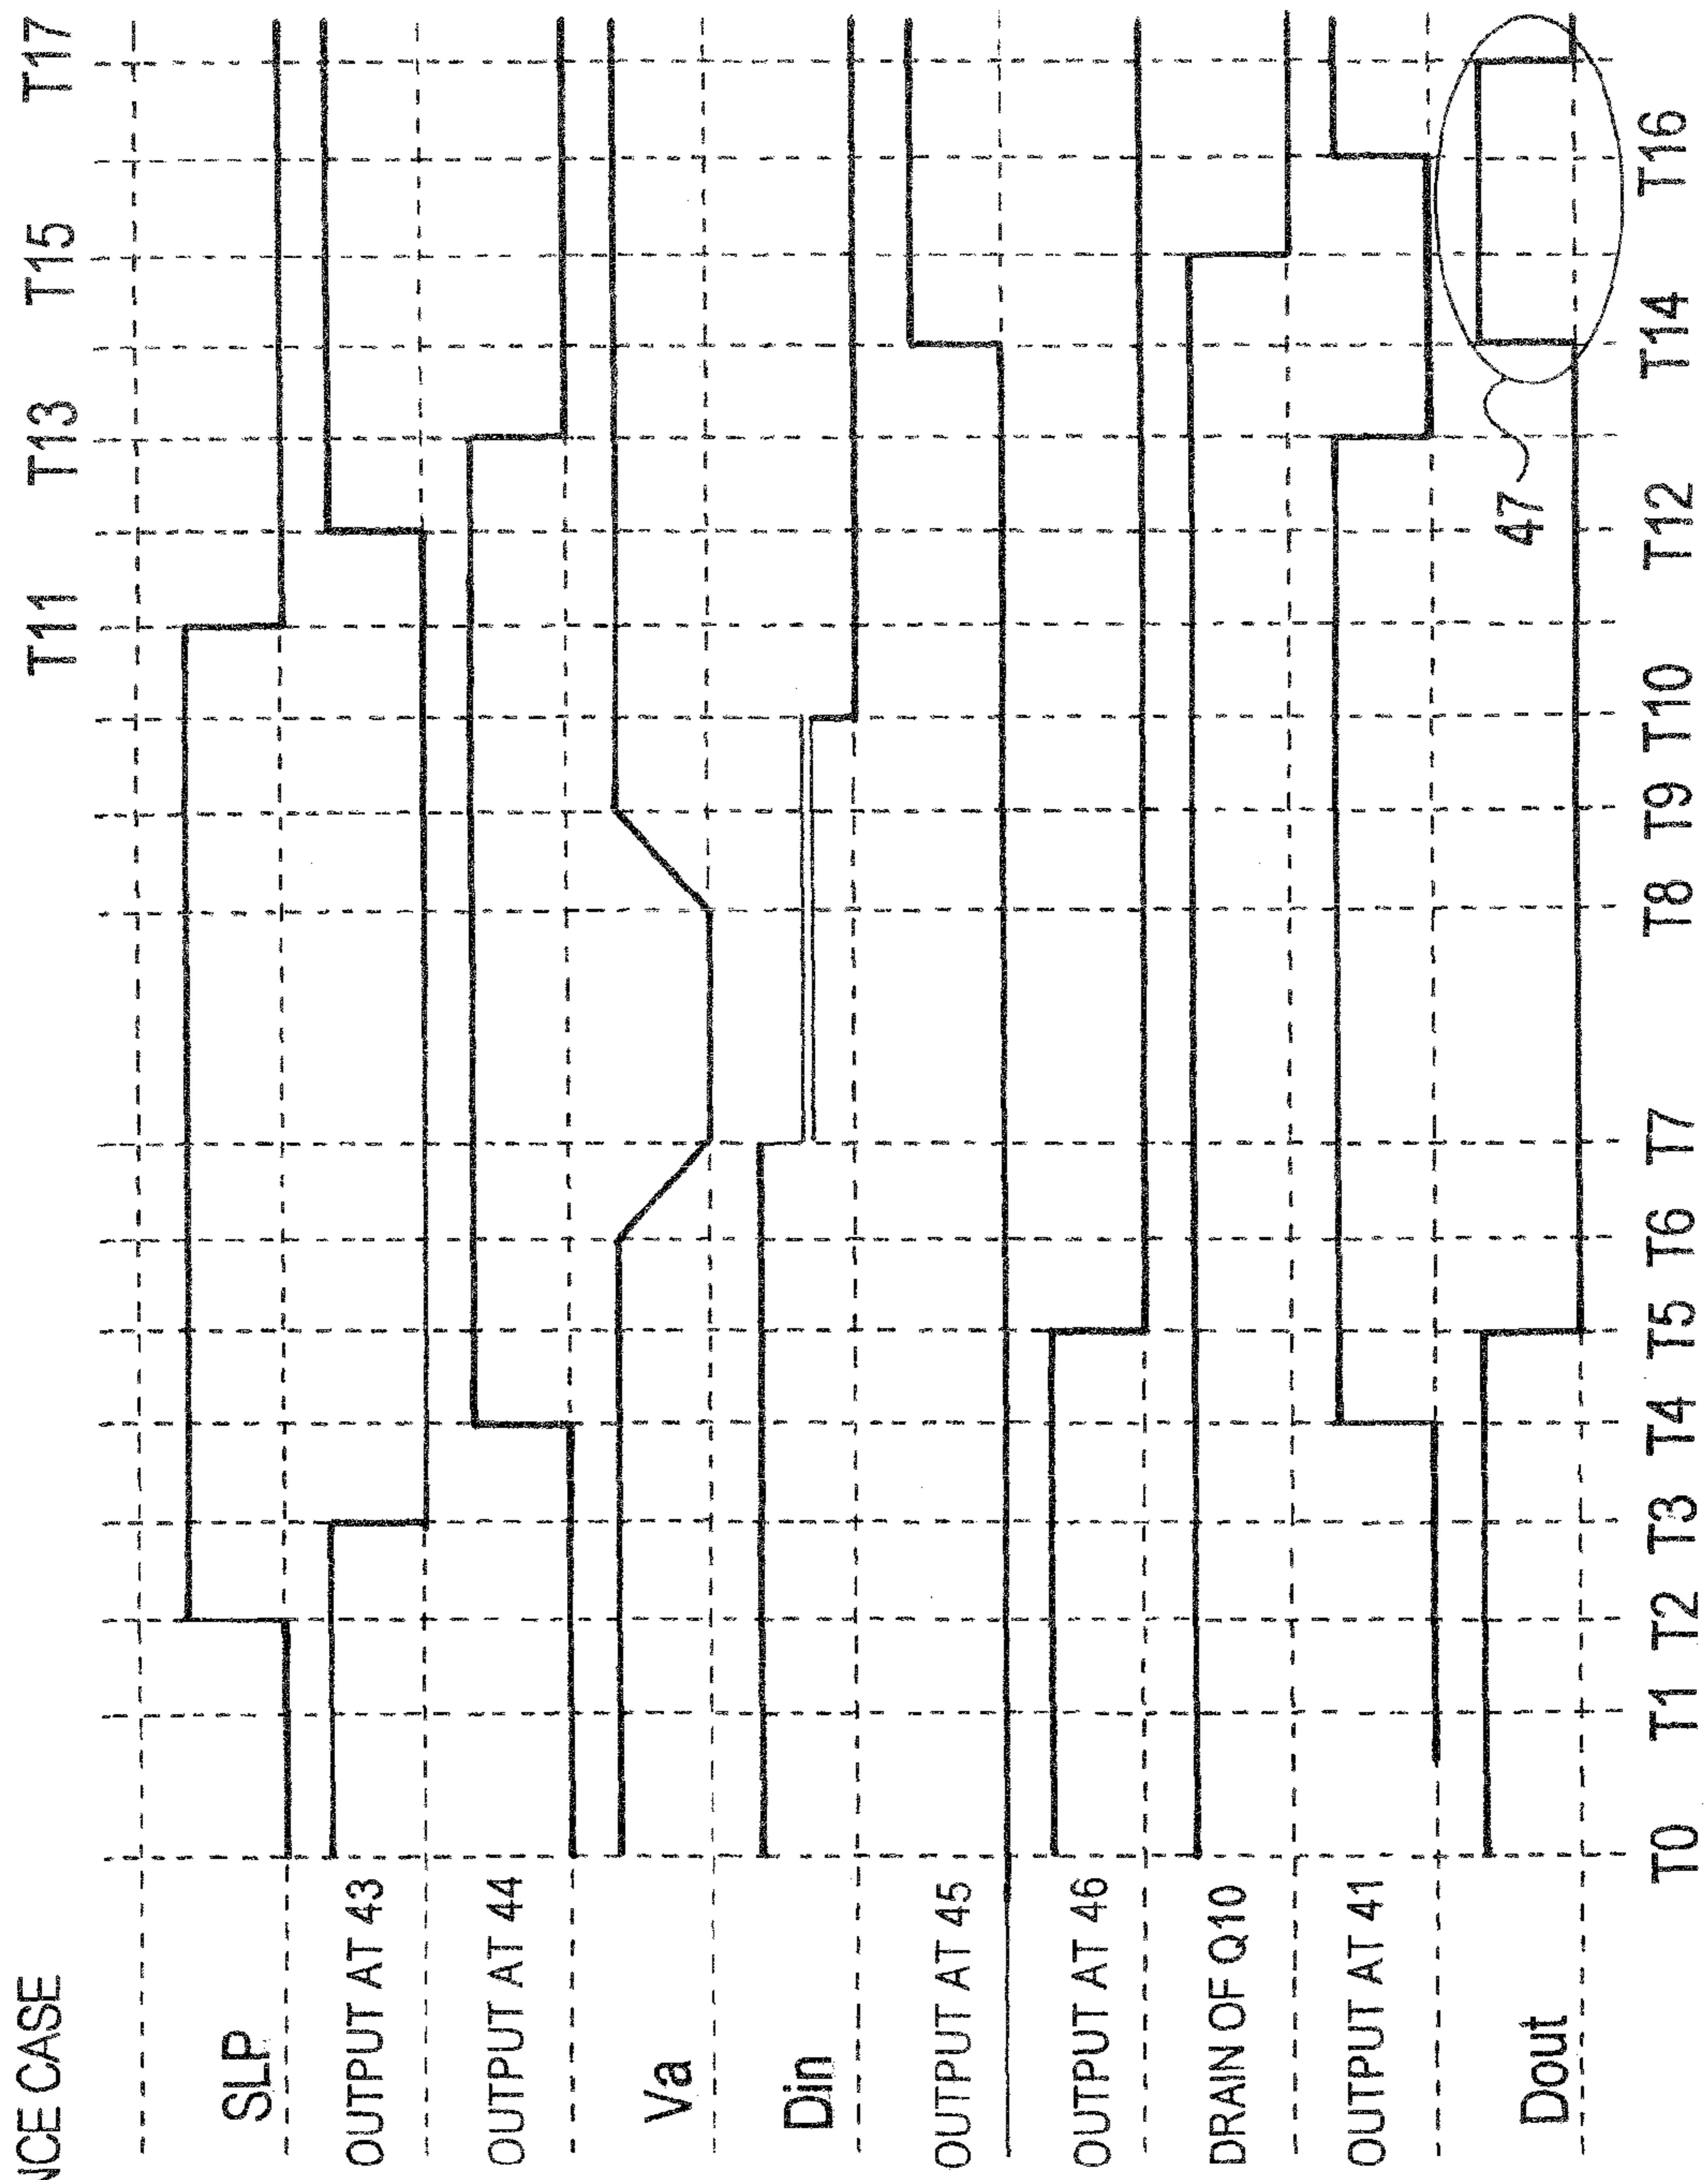 NCE CASE
T11 T13 T15 T17
SLP
OUTPUT AT 43
OUTPUT AT 44
Va
Din
OUTPUT AT 45
OUTPUT AT 46
DRAIN OF Q10
OUTPUT AT 41
47
Dout
T0 T1 T2 T3 T4 T5 T6 T7 T8 T9 T10 T12 T14 T16